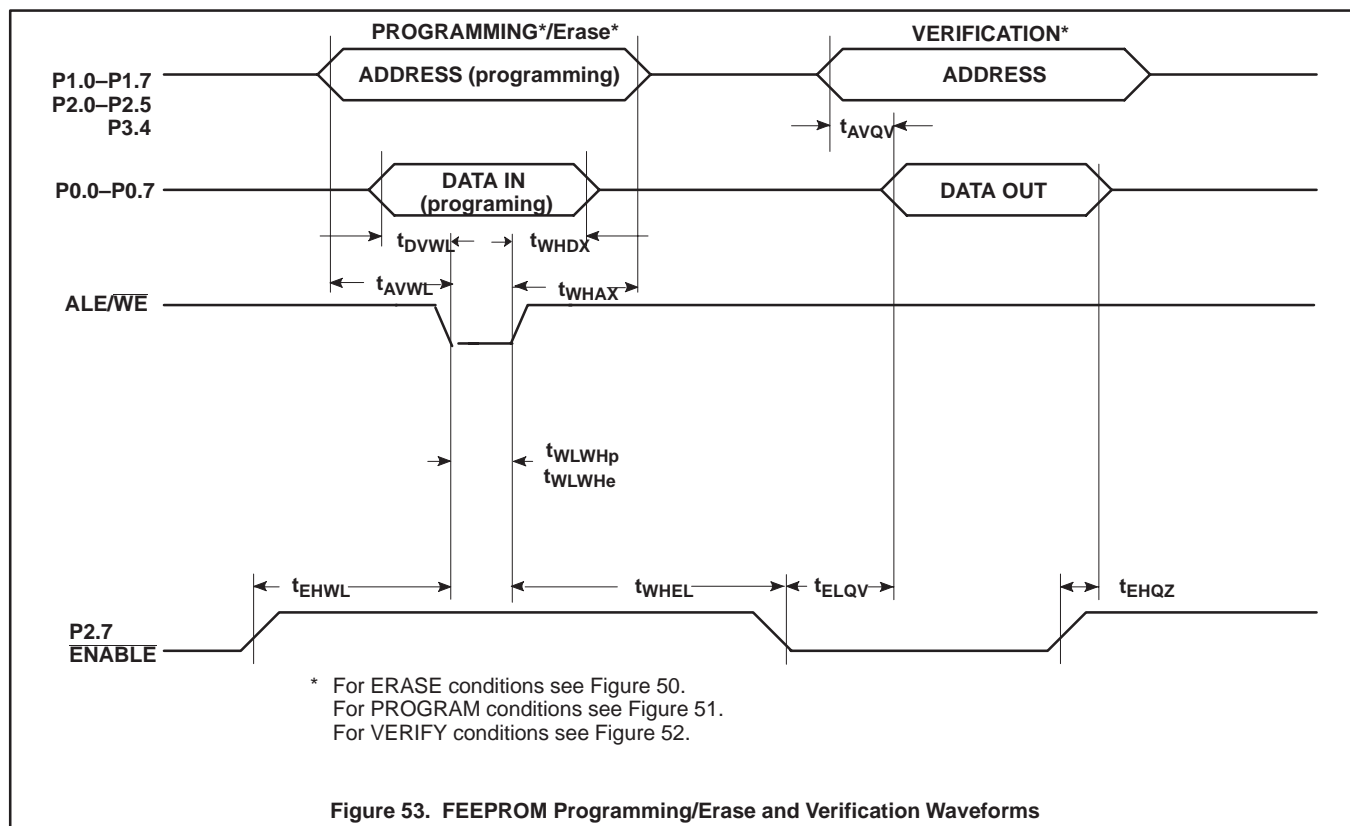 PROGRAMMING*/Erase*
VERIFICATION*
P1.0–P1.7
P2.0–P2.5
P3.4
ADDRESS (programming)
ADDRESS
tAVQV
P0.0–P0.7
DATA IN
(programing)
DATA OUT
tDVWL
tWHDX
tAVWL
tWHAX
ALE/WE
tWLWHp
tWLWHe
tEHWL
tWHEL
tELQV
tEHQZ
P2.7
ENABLE
* For ERASE conditions see Figure 50.
For PROGRAM conditions see Figure 51.
For VERIFY conditions see Figure 52.
Figure 53. FEEPROM Programming/Erase and Verification Waveforms